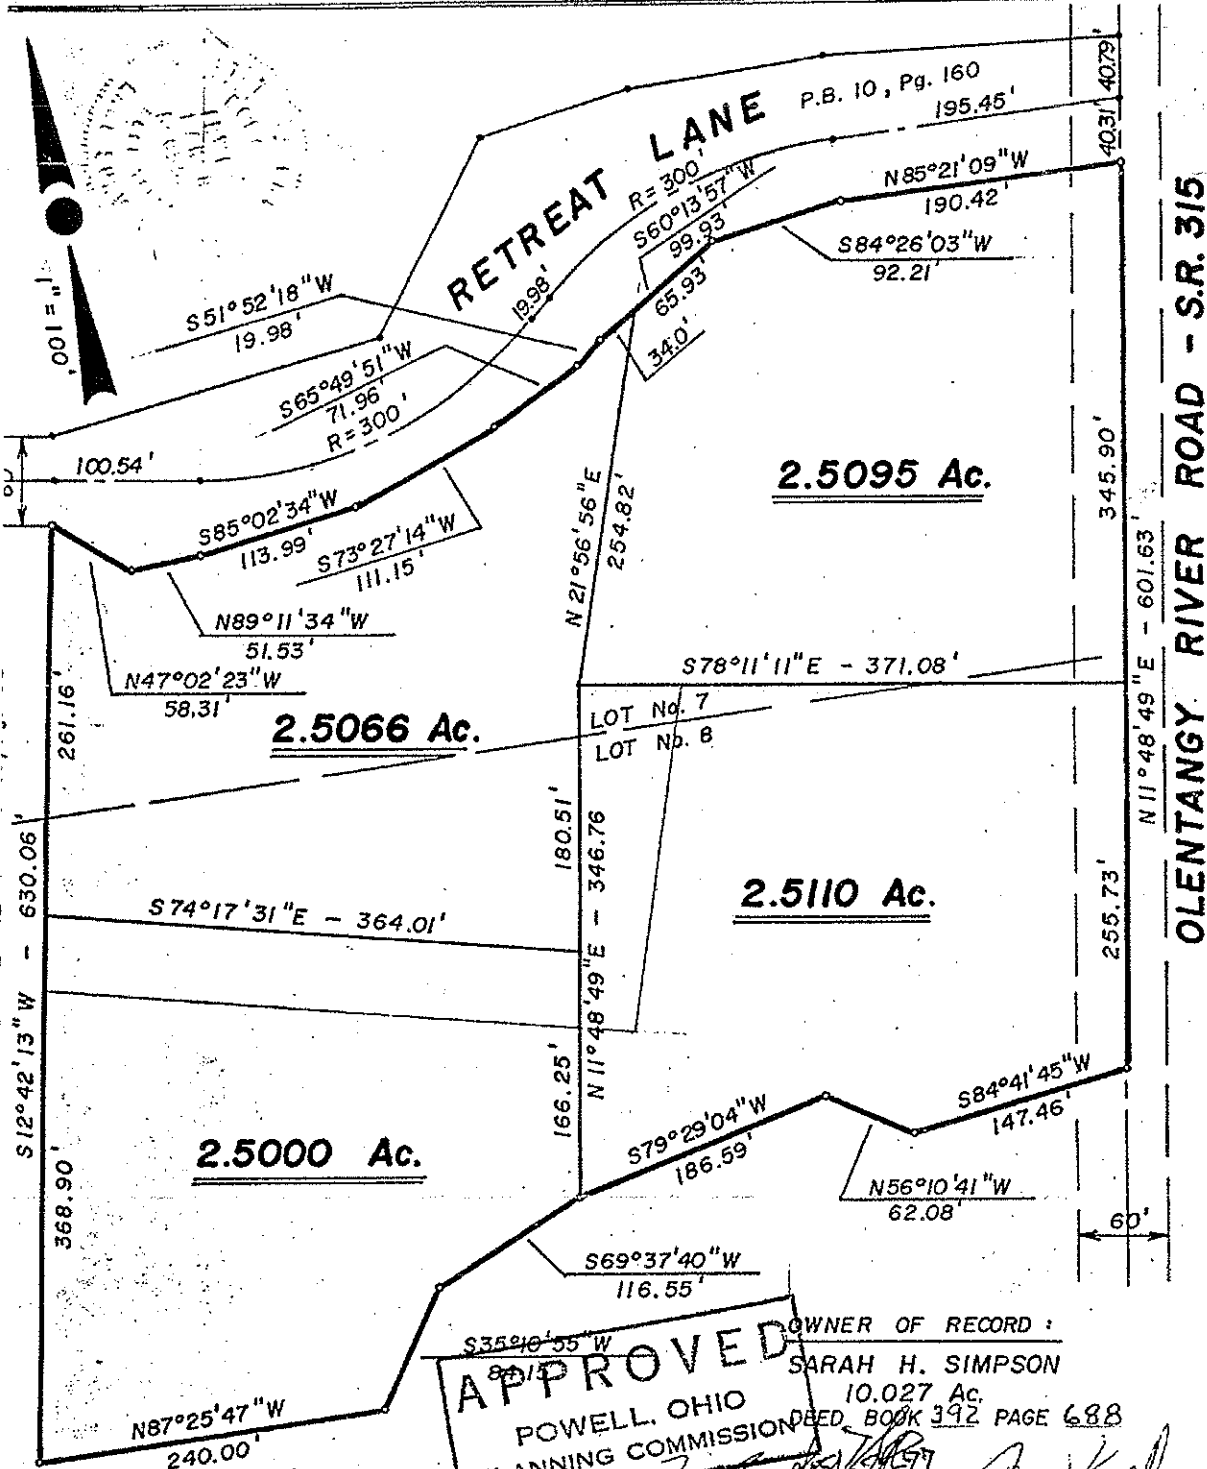 P.B. 10, Pg. 160
195.45'
40.79'
40.31'
RETREAT LANE
R=300'
N85°21'09"W
190.42'
S60°13'57"W
99.93'
65.93'
34.0'
S84°26'03"W
92.21'
1" = 100'
S51°52'18"W
19.98'
19.98'
S65°49'51"W
71.96'
R=300'
100.54'
S85°02'34"W
113.99'
S73°27'14"W
111.15'
N89°11'34"W
51.53'
N47°02'23"W
58.31'
N 21°56'56"E
254.82'
2.5095 Ac.
345.90'
N 11°48'49"E - 601.63'
OLENTANGY RIVER ROAD - S.R. 315
S78°11'11"E - 371.08'
261.16'
2.5066 Ac.
LOT No. 7
LOT No. 8
180.51'
N 11°48'49"E - 346.76
2.5110 Ac.
255.73'
S12°42'13"W - 630.06'
S74°17'31"E - 364.01'
166.25'
2.5000 Ac.
368.90'
S79°29'04"W
186.59'
S84°41'45"W
147.46'
N56°10'41"W
62.08'
60'
S69°37'40"W
116.55'
S35°10'55"W
84.15'
N87°25'47"W
240.00'
APPROVED
POWELL, OHIO
PLANNING COMMISSION
OWNER OF RECORD :
SARAH H. SIMPSON
10.027 Ac.
DEED BOOK 392 PAGE 688